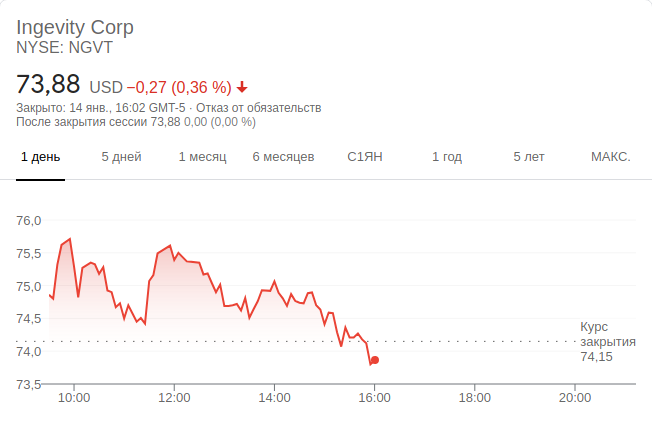 Ingevity Corp
NYSE: NGVT
73,88 USD −0,27 (0,36 %)
Закрыто: 14 янв., 16:02 GMT-5 · Отказ от обязательств
После закрытия сессии 73,88 0,00 (0,00 %)
1 день 5 дней 1 месяц 6 месяцев С1ЯН 1 год 5 лет МАКС.
76,0
75,5
75,0
74,5
74,0
73,5
Курс
закрытия
74,15
10:00 12:00 14:00 16:00 18:00 20:00